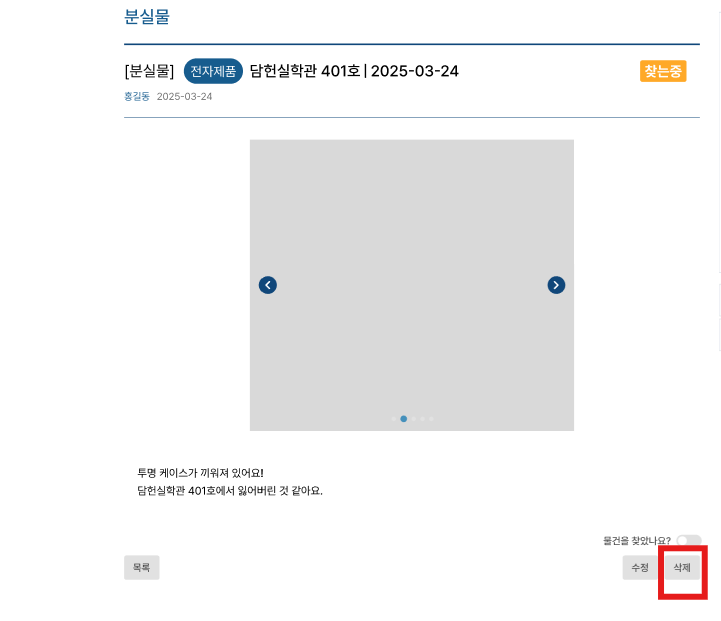 분실물
[분실물] 전자제품 담헌실학관 401호 | 2025-03-24 찾는중
홍길동 2025-03-24
투명 케이스가 끼워져 있어요!
담헌실학관 401호에서 잃어버린 것 같아요.
물건을 찾았나요?
목록 수정 삭제